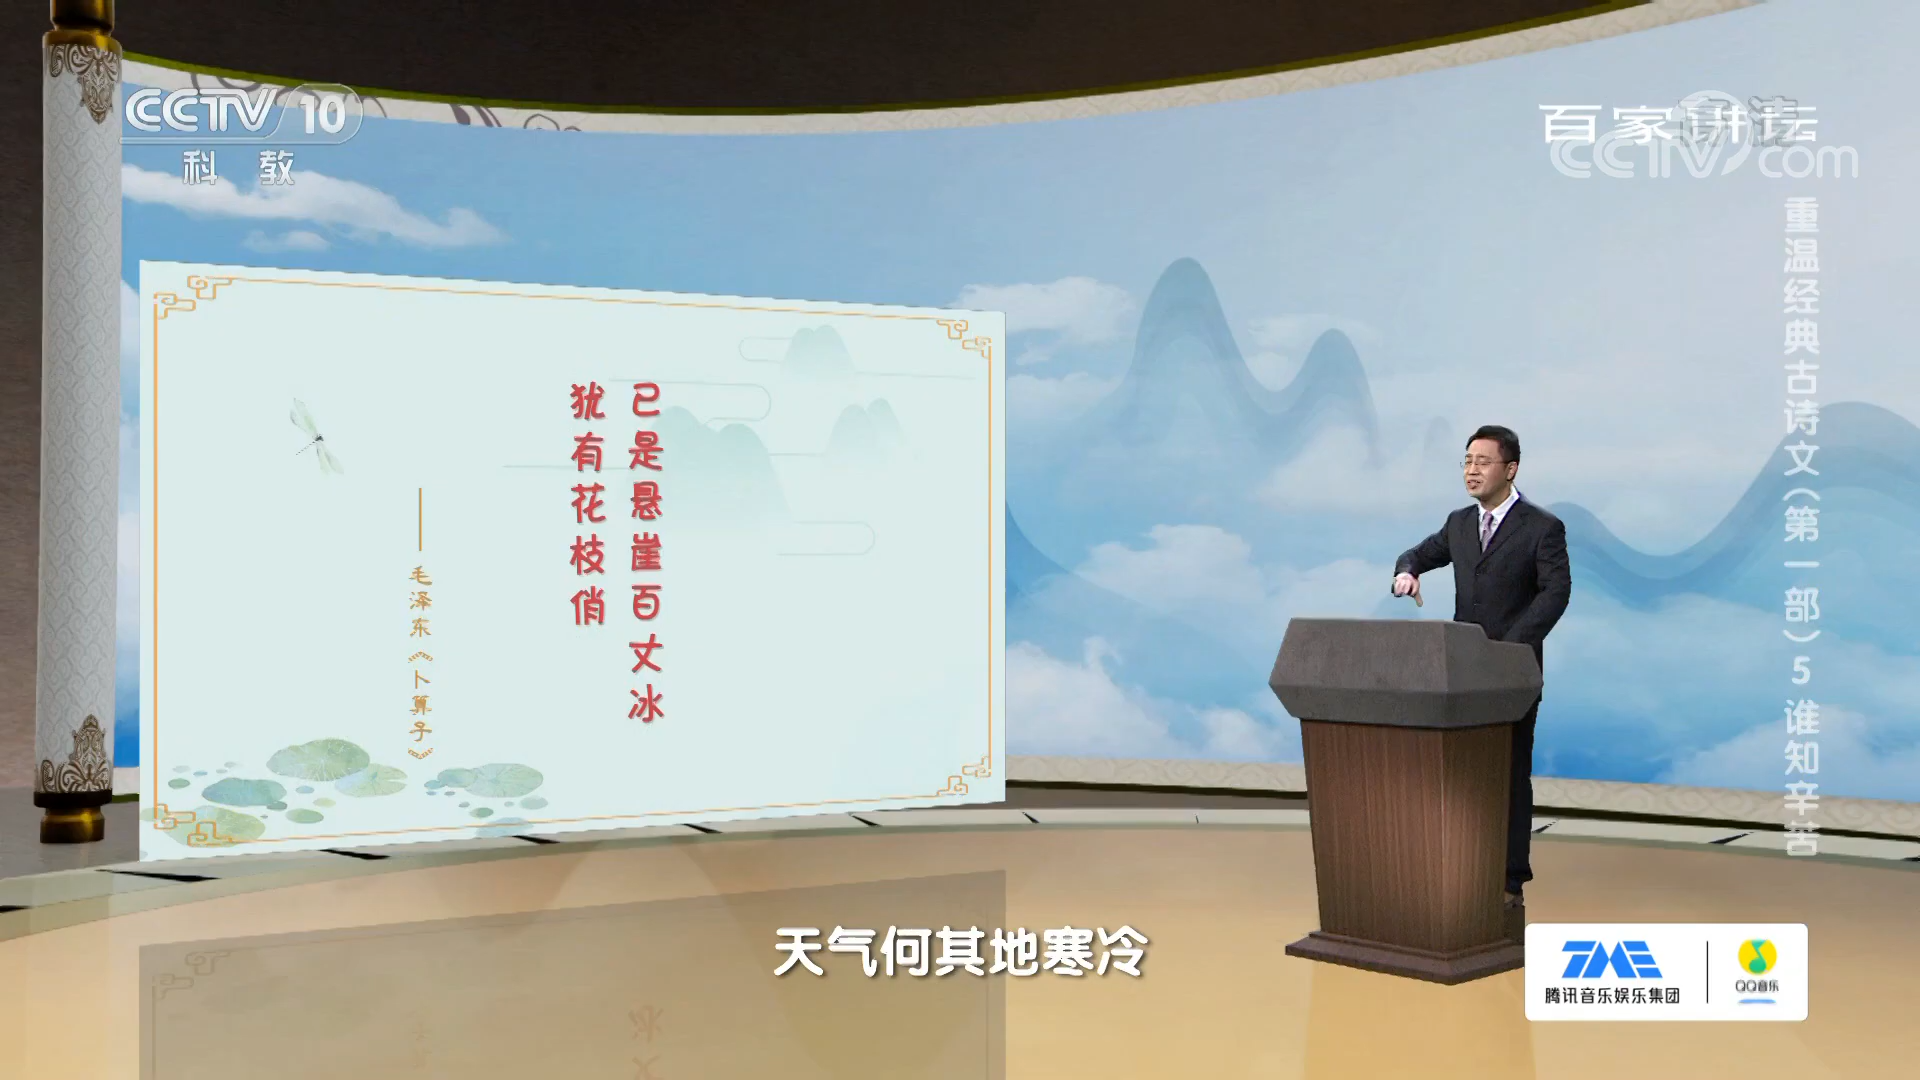 CCTV 10
科 教
百家讲坛
高清
CCTV.com
重温经典古诗文（第一部）5 谁知辛苦
已是悬崖百丈冰
犹有花枝俏
——毛泽东《卜算子》
天气何其地寒冷
TME
腾讯音乐娱乐集团
QQ音乐